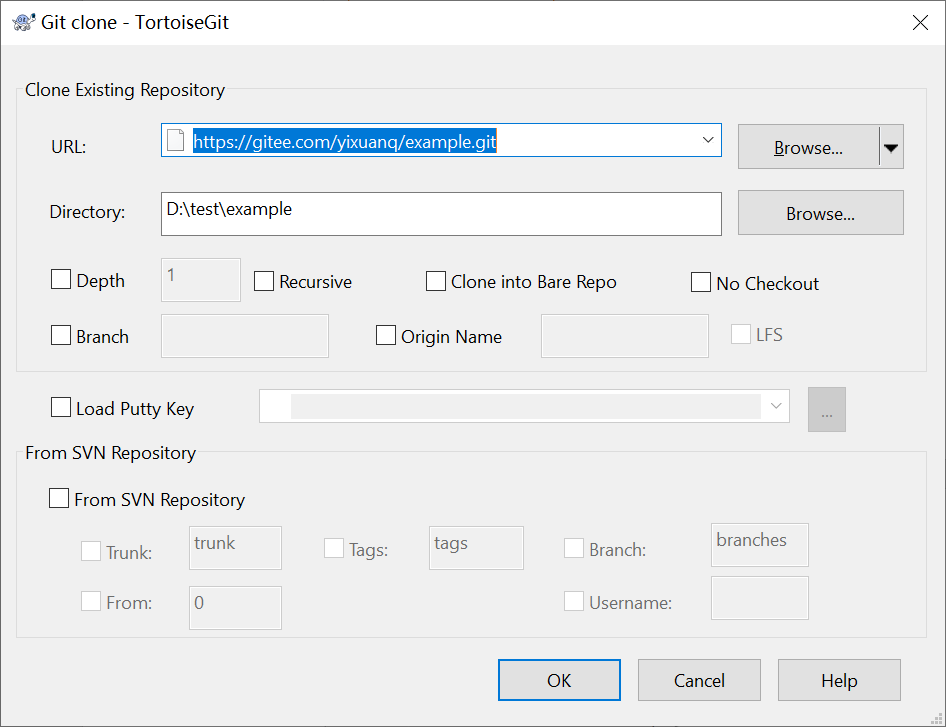 Git clone - TortoiseGit
Clone Existing Repository
URL: https://gitee.com/yixuanq/example.git Browse...
Directory: D:\test\example Browse...
Depth 1 Recursive Clone into Bare Repo No Checkout
Branch Origin Name LFS
Load Putty Key ...
From SVN Repository
From SVN Repository
Trunk: trunk Tags: tags Branch: branches
From: 0 Username:
OK Cancel Help